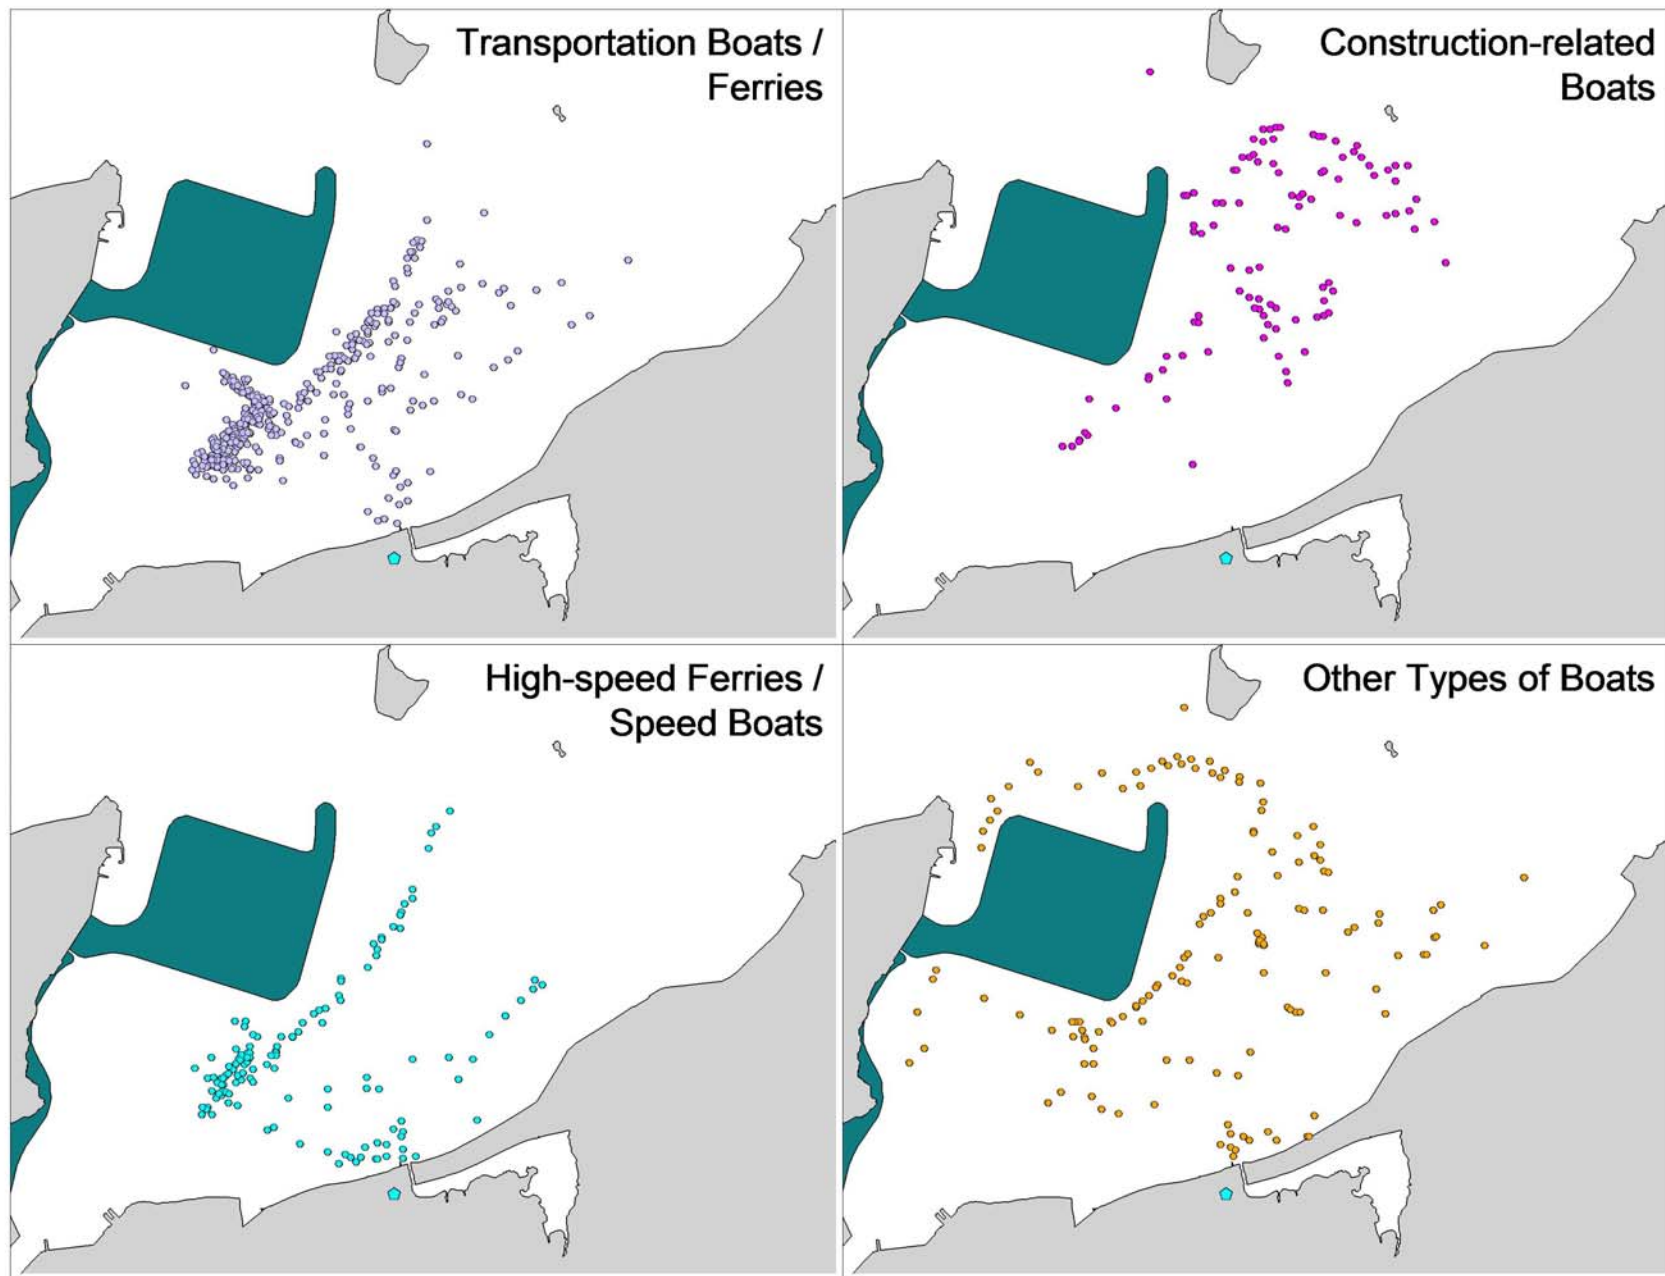 Transportation Boats /
Ferries
Construction-related
Boats
High-speed Ferries /
Speed Boats
Other Types of Boats